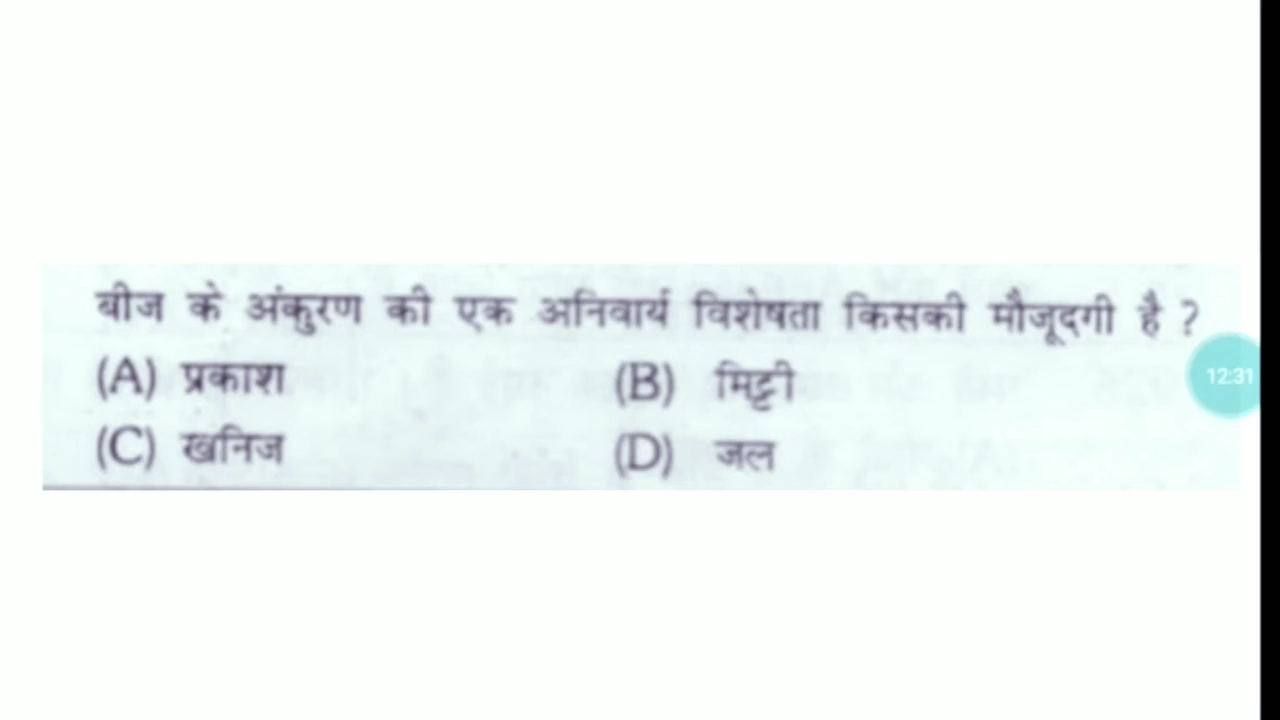 बीज के अंकुरण की एक अनिवार्य विशेषता किसकी मौजूदगी है ?
(A) प्रकाश (B) मिट्टी
12:31
(C) खनिज (D) जल